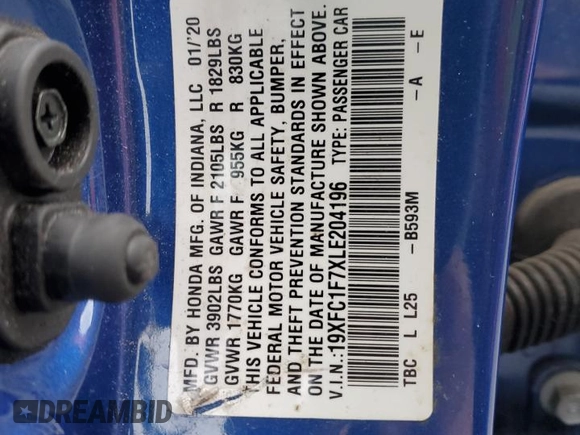 MFD. BY HONDA MFG. OF INDIANA, LLC 01/'20
GVWR 3902LBS GAWR F 2105LBS R 1829LBS
GVWR 1770KG GAWR F 955KG R 830KG
THIS VEHICLE CONFORMS TO ALL APPLICABLE
FEDERAL MOTOR VEHICLE SAFETY, BUMPER,
AND THEFT PREVENTION STANDARDS IN EFFECT
ON THE DATE OF MANUFACTURE SHOWN ABOVE.
V.I.N.:19XFC1F7XLE204196 TYPE: PASSENGER CAR
TBC L L25 -B593M -A -E
DREAMBID